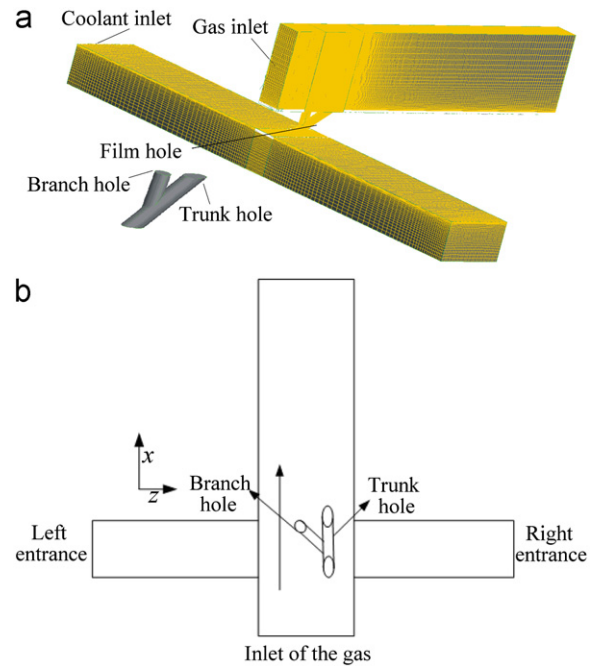 a
Coolant inlet
Gas inlet
Film hole
Branch hole
Trunk hole
b
x
z
Branch
hole
Trunk
hole
Left
entrance
Right
entrance
Inlet of the gas